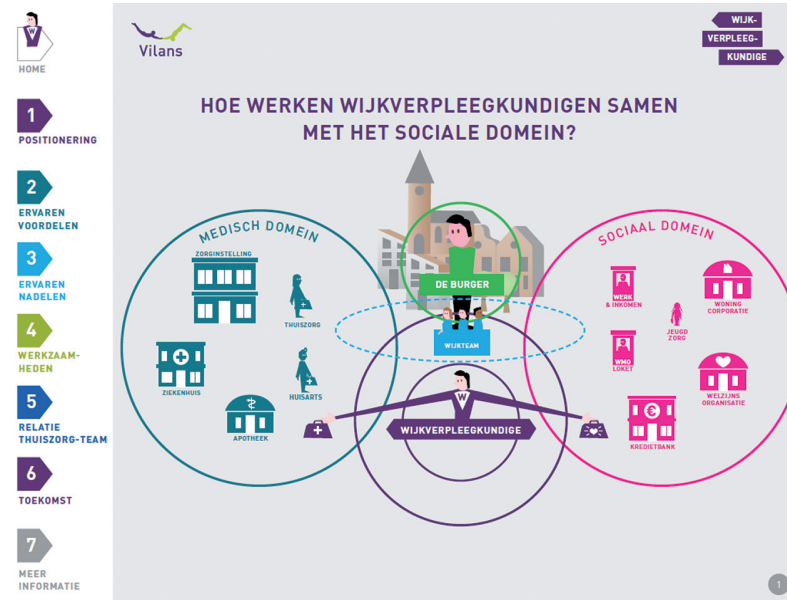 HOME
1
POSITIONERING
2
ERVAREN
VOORDELEN
3
ERVAREN
NADELEN
4
WERKZAAM-
HEDEN
5
RELATIE
THUISZORG-TEAM
6
TOEKOMST
7
MEER
INFORMATIE
Vilans
WIJK-
VERPLEEG-
KUNDIGE
HOE WERKEN WIJKVERPLEEGKUNDIGEN SAMEN
MET HET SOCIALE DOMEIN?
MEDISCH DOMEIN
ZORGINSTELLING
THUISZORG
ZIEKENHUIS
HUISARTS
APOTHEEK
DE BURGER
WIJKTEAM
W
WIJKVERPLEEGKUNDIGE
SOCIAAL DOMEIN
WERK
& INKOMEN
WONING
CORPORATIE
JEUGD
ZORG
WMO
LOKET
WELZIJNS
ORGANISATIE
€
KREDIETBANK
1